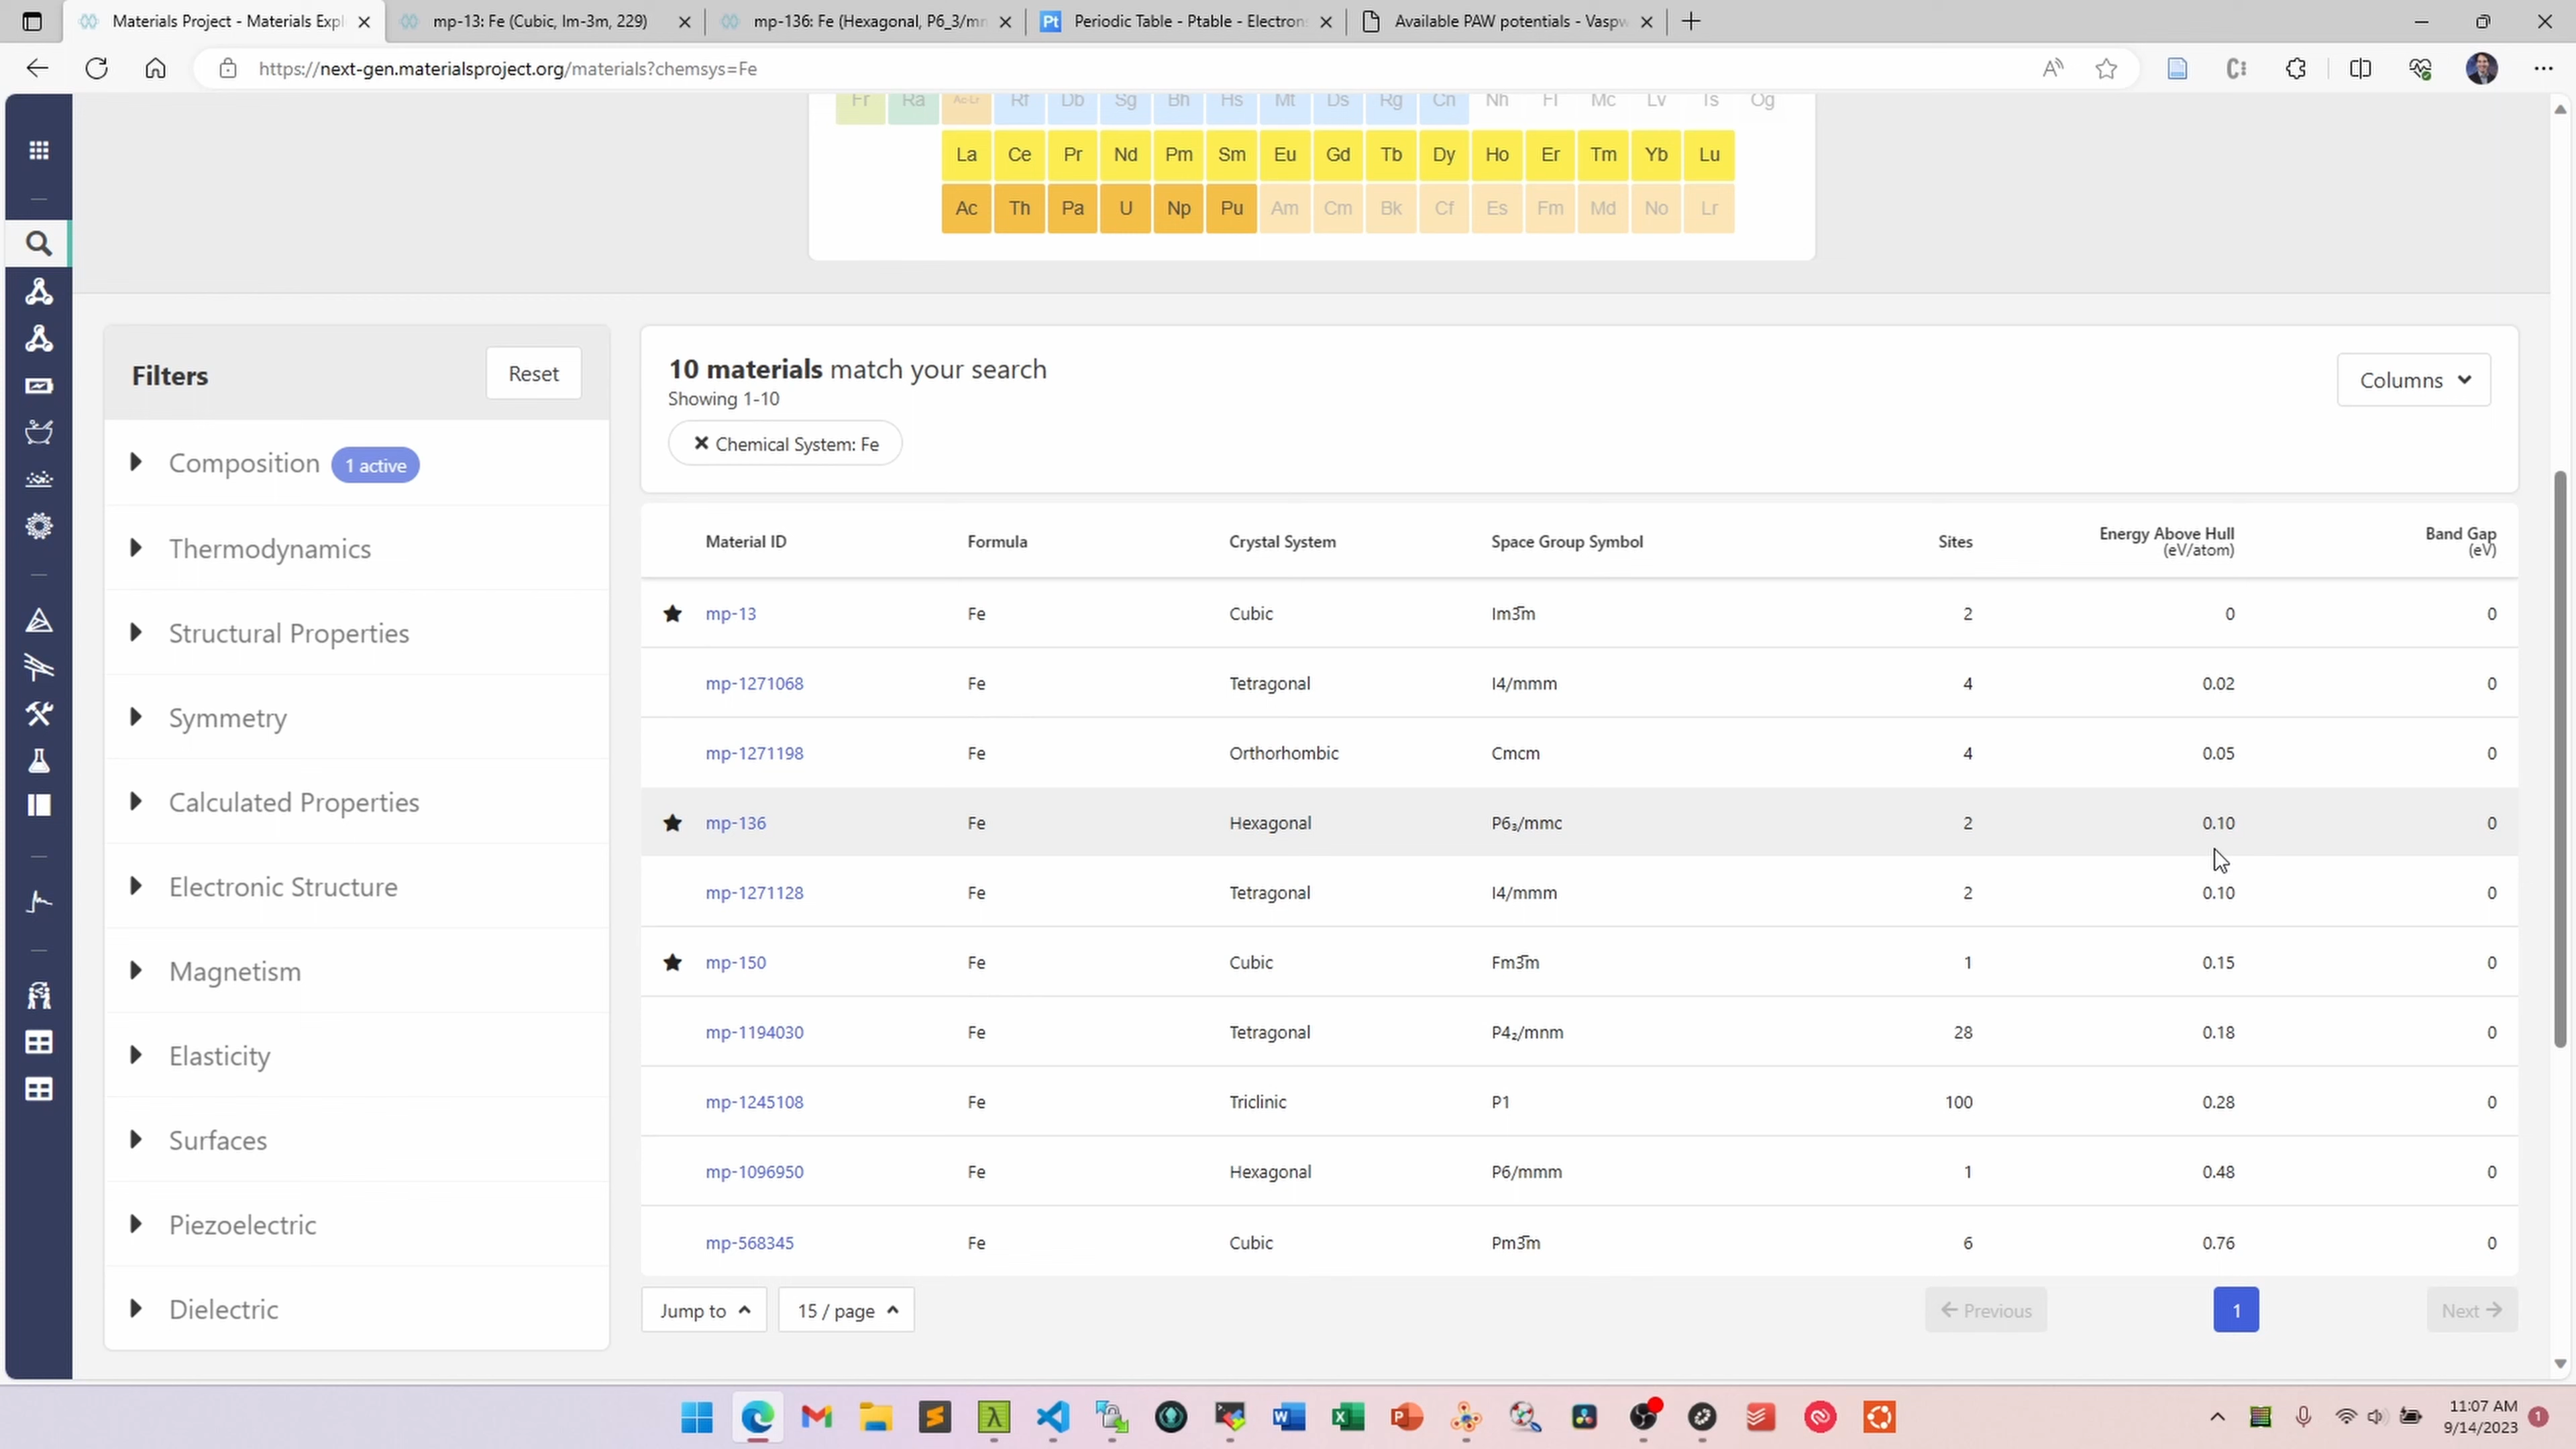 Materials Project - Materials Expl
mp-13: Fe (Cubic, Im-3m, 229)
mp-136: Fe (Hexagonal, P6_3/mm
Pt
Periodic Table - Ptable - Electron
Available PAW potentials - Vaspw
https://next-gen.materialsproject.org/materials?chemsys=Fe
Fr Ra Ac-Lr Rf Db Sg Bh Hs Mt Ds Rg Cn Nh Fl Mc Lv Ts Og
La Ce Pr Nd Pm Sm Eu Gd Tb Dy Ho Er Tm Yb Lu
Ac Th Pa U Np Pu Am Cm Bk Cf Es Fm Md No Lr
Filters
Reset
Composition 1 active
Thermodynamics
Structural Properties
Symmetry
Calculated Properties
Electronic Structure
Magnetism
Elasticity
Surfaces
Piezoelectric
Dielectric
10 materials match your search
Showing 1-10
Chemical System: Fe
Columns
Material ID Formula Crystal System Space Group Symbol Sites Energy Above Hull (eV/atom) Band Gap (eV)
mp-13 Fe Cubic Im3̅m 2 0 0
mp-1271068 Fe Tetragonal I4/mmm 4 0.02 0
mp-1271198 Fe Orthorhombic Cmcm 4 0.05 0
mp-136 Fe Hexagonal P6₃/mmc 2 0.10 0
mp-1271128 Fe Tetragonal I4/mmm 2 0.10 0
mp-150 Fe Cubic Fm3̅m 1 0.15 0
mp-1194030 Fe Tetragonal P4₂/mnm 28 0.18 0
mp-1245108 Fe Triclinic P1 100 0.28 0
mp-1096950 Fe Hexagonal P6/mmm 1 0.48 0
mp-568345 Fe Cubic Pm3̅m 6 0.76 0
Jump to
15 / page
Previous
1
Next
11:07 AM
9/14/2023
1